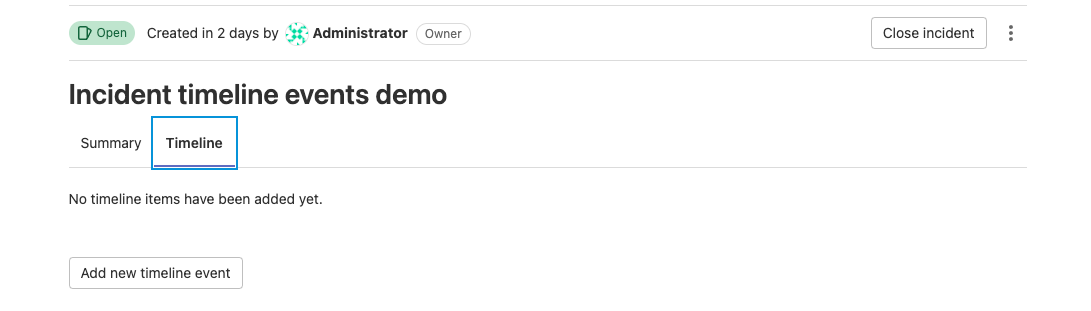 Open Created in 2 days by Administrator Owner Close incident
Incident timeline events demo
Summary Timeline
No timeline items have been added yet.
Add new timeline event